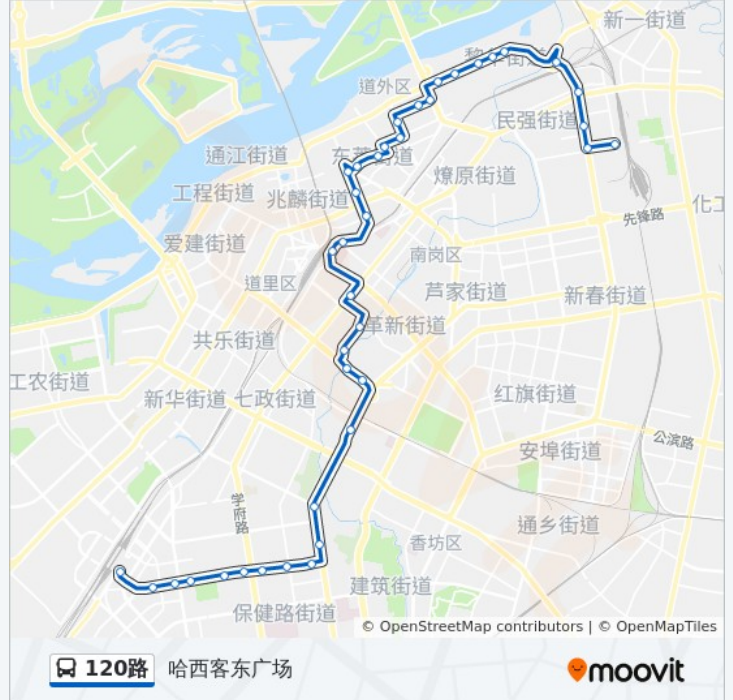 新一街道
黎华街道
道外区
民强街道
通江街道
东莱街道
燎原街道
工程街道
兆麟街道
化工
先锋路
爱建街道
南岗区
道里区
芦家街道
新春街道
革新街道
共乐街道
工农街道
新华街道
七政街道
红旗街道
公滨路
安埠街道
学府路
通乡街道
香坊区
建筑街道
保健路街道
© OpenStreetMap contributors | © OpenMapTiles
120路
哈西客东广场
moovit